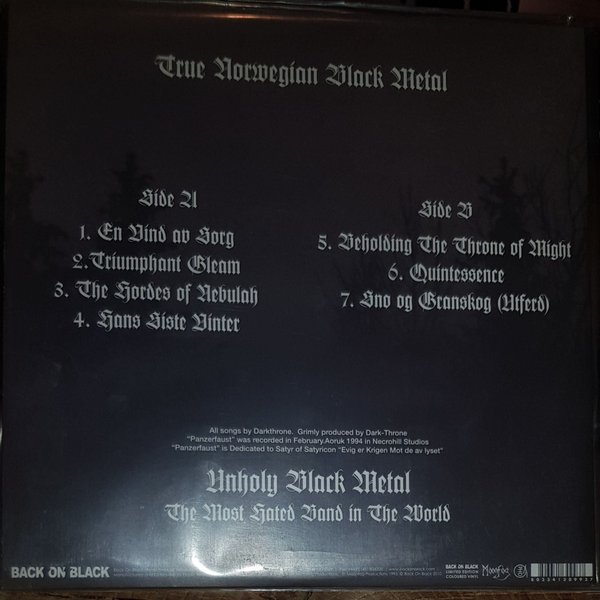 True Norwegian Black Metal
Side A
1. En Vind av Sorg
2.Triumphant Gleam
3. The Hordes of Nebulah
4. Hans Siste Vinter
Side B
5. Beholding The Throne of Might
6. Quintessence
7. Sno og Granskog (Utferd)
All songs by Darkthrone. Grimly produced by Dark-Throne
"Panzerfaust" was recorded in February.Aoruk 1994 in Necrohill Studios
"Panzerfaust" is Dedicated to Satyr of Satyricon "Evig er Krigen Mot de av lyset"
Unholy Black Metal
The Most Hated Band in The World
BACK ON BLACK
BACK ON BLACK
LIMITED EDITION
COLOURED VINYL
Moonfog
803341209937